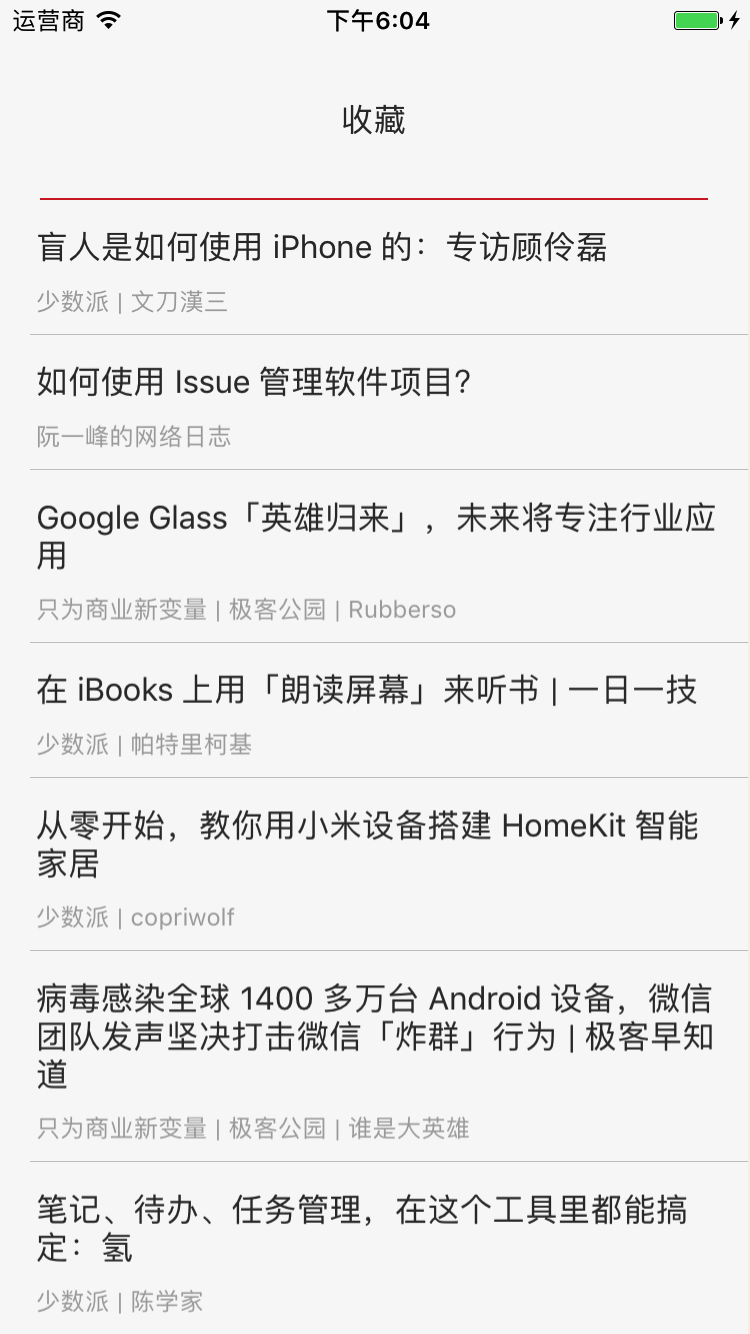 运营商 下午6:04
收藏
盲人是如何使用 iPhone 的：专访顾伶磊
少数派 | 文刀漢三
如何使用 Issue 管理软件项目?
阮一峰的网络日志
Google Glass「英雄归来」，未来将专注行业应
用
只为商业新变量 | 极客公园 | Rubberso
在 iBooks 上用「朗读屏幕」来听书 | 一日一技
少数派 | 帕特里柯基
从零开始，教你用小米设备搭建 HomeKit 智能
家居
少数派 | copriwolf
病毒感染全球 1400 多万台 Android 设备，微信
团队发声坚决打击微信「炸群」行为 | 极客早知
道
只为商业新变量 | 极客公园 | 谁是大英雄
笔记、待办、任务管理，在这个工具里都能搞
定：氢
少数派 | 陈学家